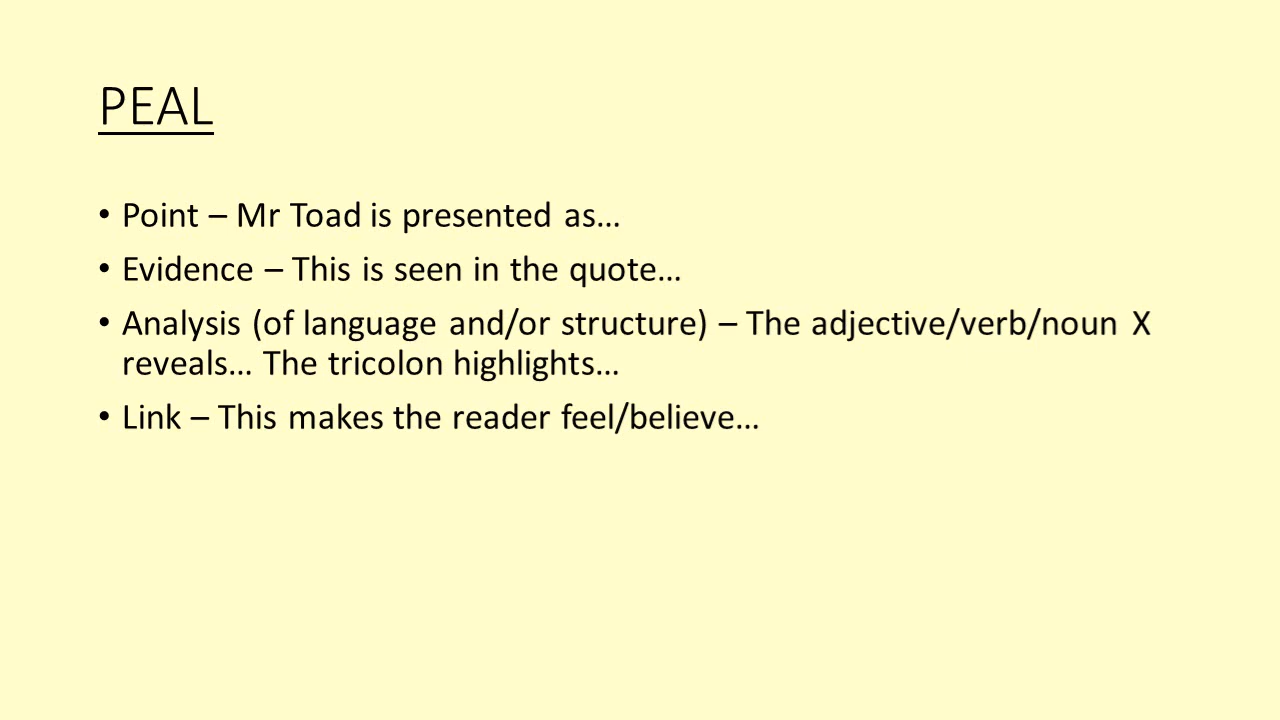 PEAL
• Point – Mr Toad is presented as…
• Evidence – This is seen in the quote…
• Analysis (of language and/or structure) – The adjective/verb/noun X
reveals… The tricolon highlights…
• Link – This makes the reader feel/believe…